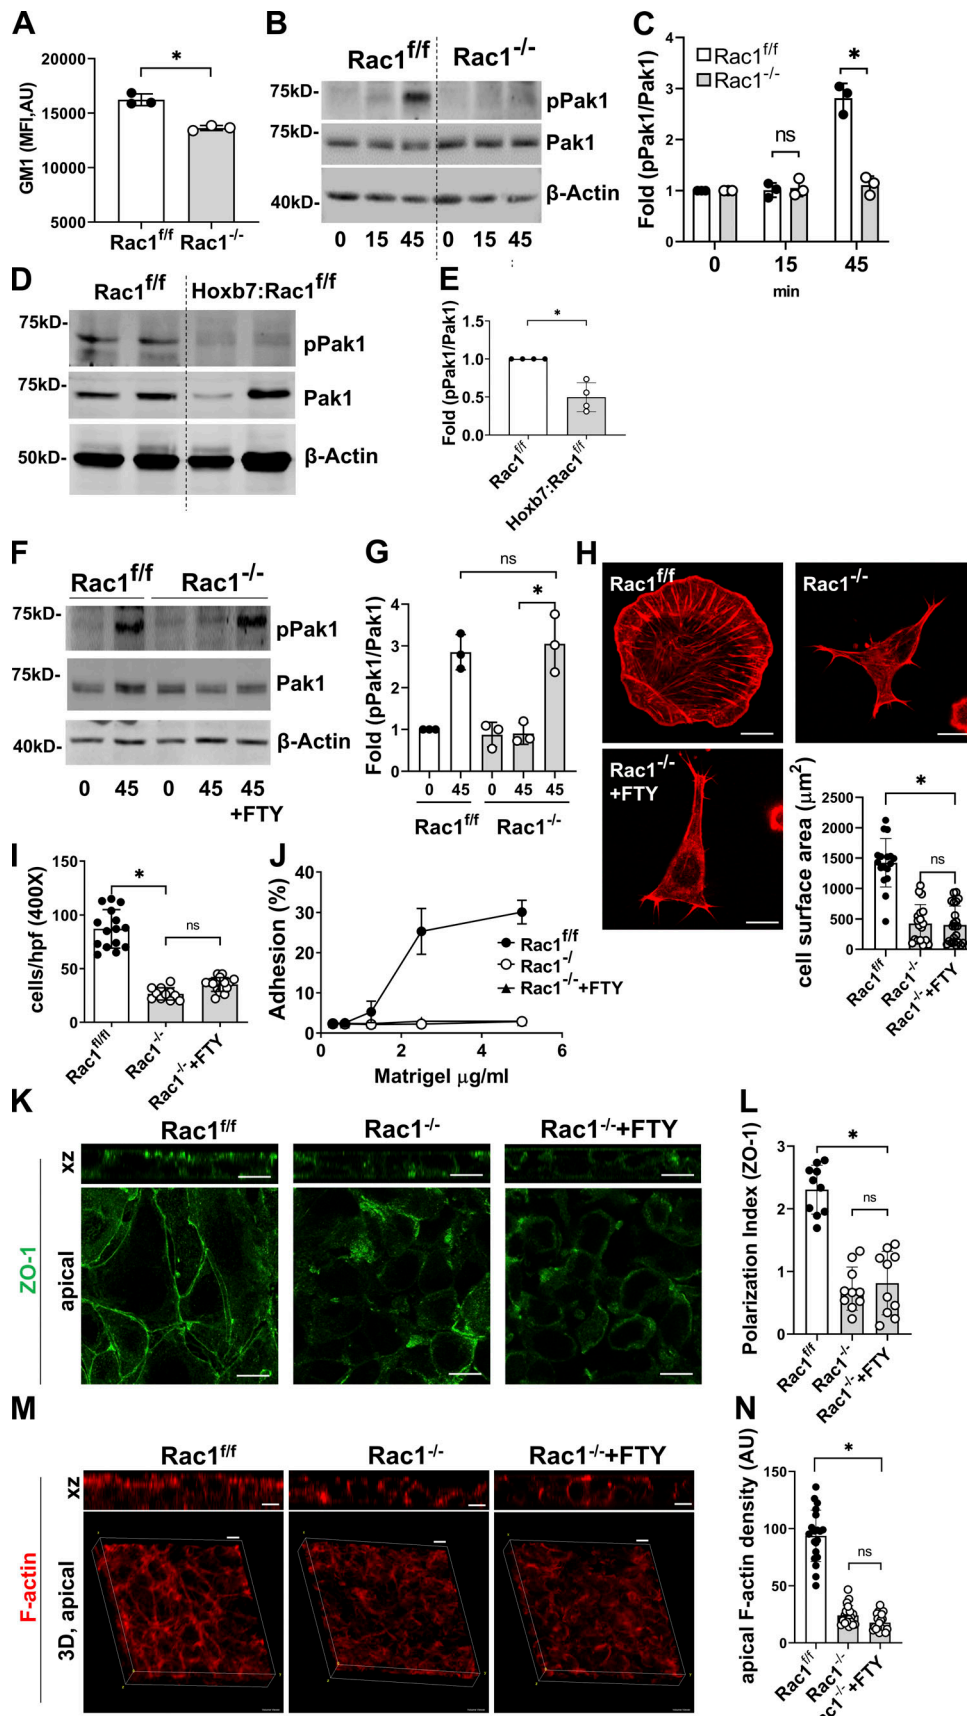 A
GM1 (MFI,AU)
20000
15000
10000
5000
*
Rac1f/f Rac1-/-
B
Rac1f/f Rac1-/-
75kD-
pPak1
75kD-
Pak1
40kD-
β-Actin
0 15 45 0 15 45
C
Fold (pPak1/Pak1)
4
3
2
1
0
Rac1f/f
Rac1-/-
*
ns
0 15 45
min
D
Rac1f/f Hoxb7:Rac1f/f
75kD-
pPak1
75kD-
Pak1
50kD-
β-Actin
E
Fold (pPak1/Pak1)
1.5
1.0
0.5
0.0
*
Rac1f/f
Hoxb7:Rac1f/f
F
Rac1f/f Rac1-/-
75kD-
pPak1
75kD-
Pak1
40kD-
β-Actin
0 45 0 45 45
+FTY
G
Fold (pPak1/Pak1)
4
3
2
1
0
ns
*
0 45 0 45 45
Rac1f/f Rac1-/-
H
Rac1f/f
Rac1-/-
Rac1-/-
+FTY
cell surface area (μm2)
2500
2000
1500
1000
500
0
*
ns
Rac1f/f
Rac1-/-
Rac1-/-+FTY
I
cells/hpf (400X)
150
100
50
0
*
ns
Rac1fl/fl
Rac1-/-
Rac1-/-+FTY
J
Adhesion (%)
40
30
20
10
0
Rac1f/f
Rac1-/
Rac1-/-+FTY
0 2 4 6
Matrigel μg/ml
K
Rac1f/f Rac1-/- Rac1-/-+FTY
xz
apical
ZO-1
L
Polarization Index (ZO-1)
3
2
1
0
*
ns
Rac1f/f
Rac1-/-
Rac1-/-+FTY
M
Rac1f/f Rac1-/- Rac1-/-+FTY
xz
3D, apical
F-actin
N
apical F-actin density (AU)
150
100
50
0
*
ns
Rac1f/f
Rac1-/-
Rac1-/-+FTY